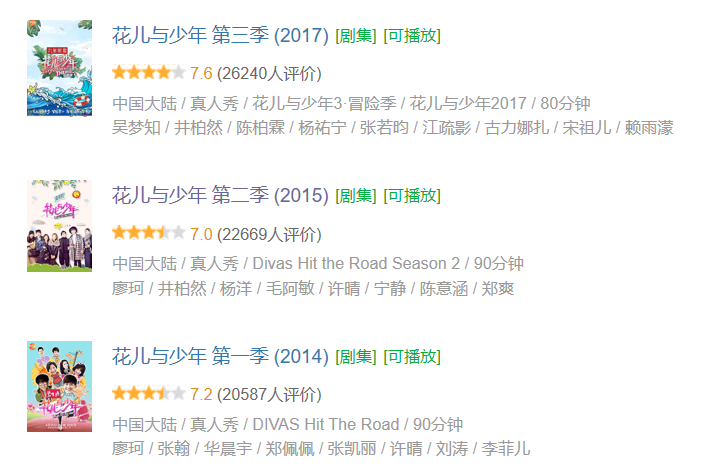 花儿与少年 第三季 (2017) [剧集] [可播放]
7.6 (26240人评价)
中国大陆 / 真人秀 / 花儿与少年3·冒险季 / 花儿与少年2017 / 80分钟
吴梦知 / 井柏然 / 陈柏霖 / 杨祐宁 / 张若昀 / 江疏影 / 古力娜扎 / 宋祖儿 / 赖雨濛
花儿与少年 第二季 (2015) [剧集] [可播放]
7.0 (22669人评价)
中国大陆 / 真人秀 / Divas Hit the Road Season 2 / 90分钟
廖珂 / 井柏然 / 杨洋 / 毛阿敏 / 许晴 / 宁静 / 陈意涵 / 郑爽
花儿与少年 第一季 (2014) [剧集] [可播放]
7.2 (20587人评价)
中国大陆 / 真人秀 / DIVAS Hit The Road / 90分钟
廖珂 / 张翰 / 华晨宇 / 郑佩佩 / 张凯丽 / 许晴 / 刘涛 / 李菲儿